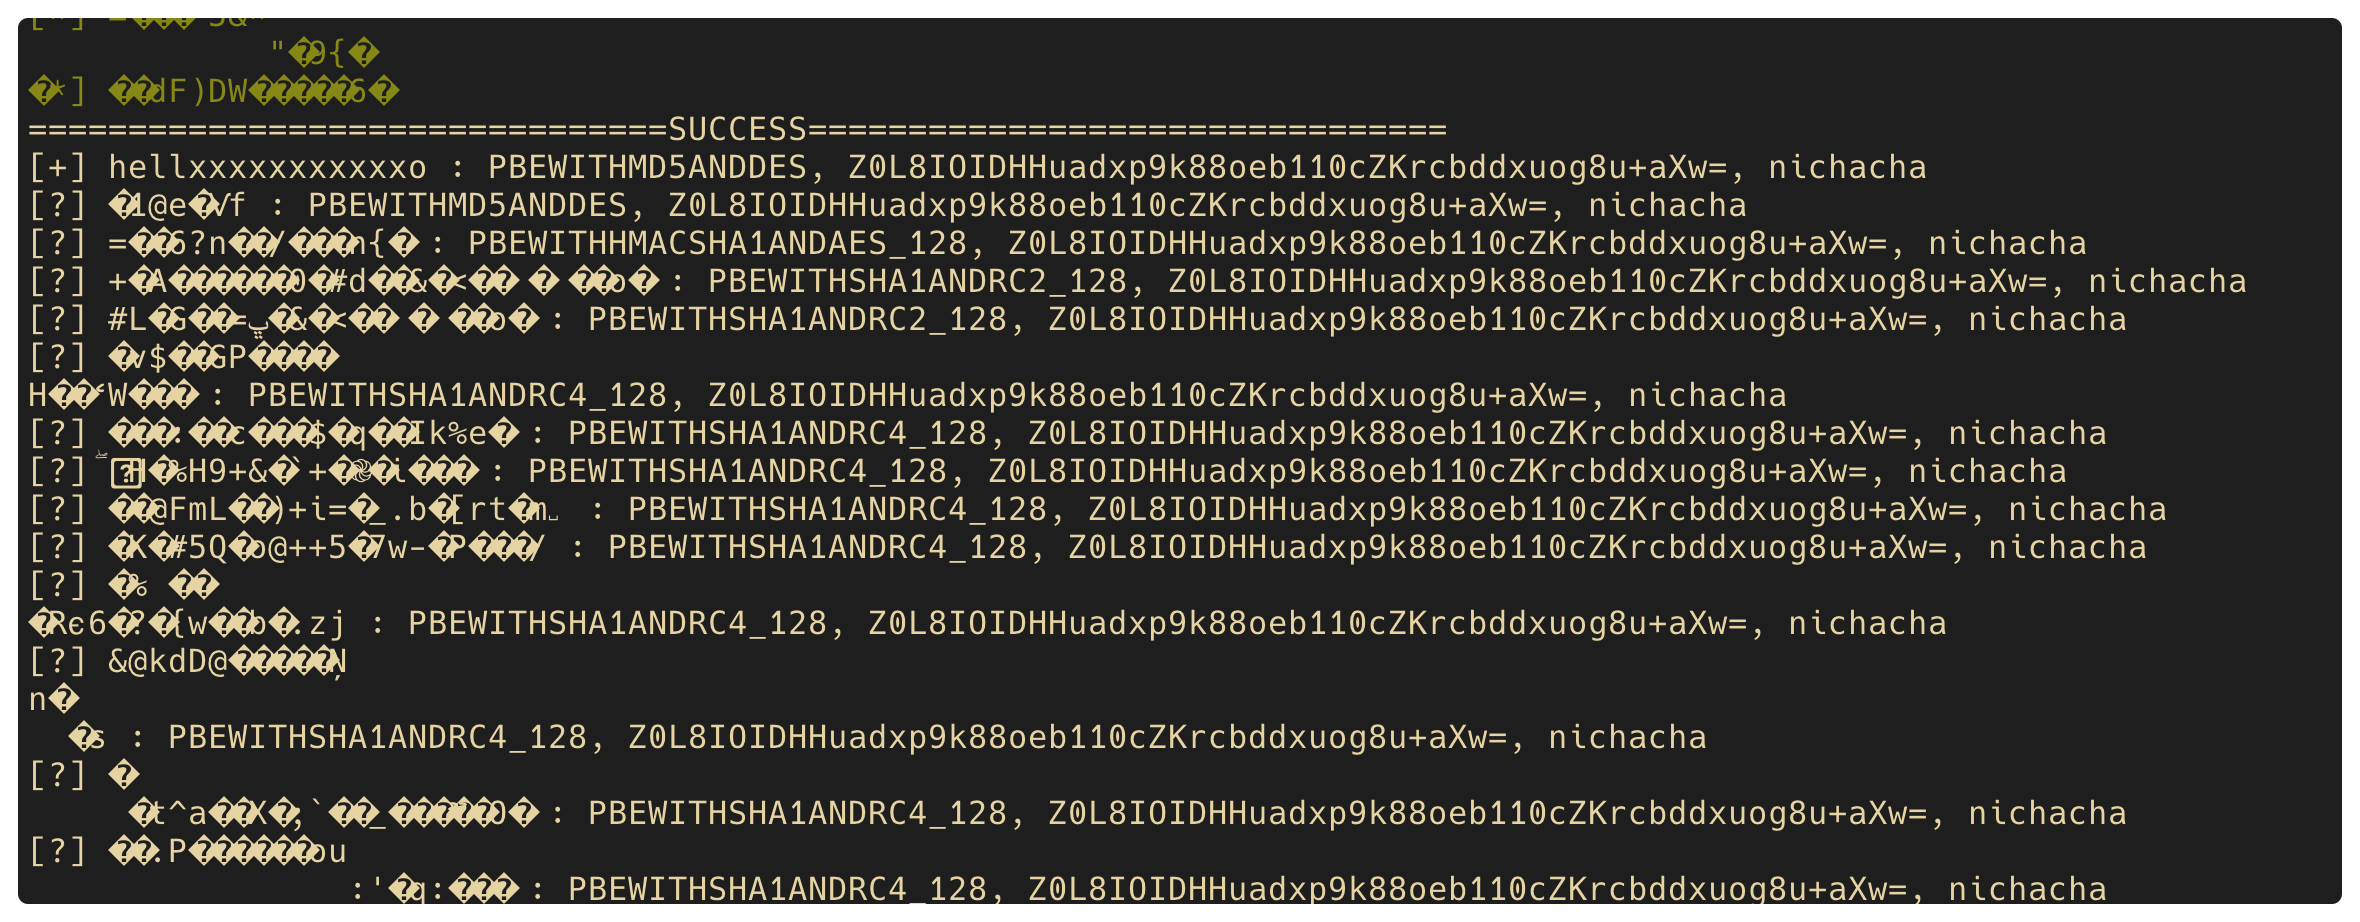 "�9{�
�*] ��dF)DW�����6�
================================SUCCESS================================
[+] hellxxxxxxxxxxxo : PBEWITHMD5ANDDES, Z0L8IOIDHHuadxp9k88oeb110cZKrcbddxuog8u+aXw=, nichacha
[?] �1@e�Vf : PBEWITHMD5ANDDES, Z0L8IOIDHHuadxp9k88oeb110cZKrcbddxuog8u+aXw=, nichacha
[?] =��6?n��/���n{� : PBEWITHHMACSHA1ANDAES_128, Z0L8IOIDHHuadxp9k88oeb110cZKrcbddxuog8u+aXw=, nichacha
[?] +�A������0�#d��&�<�� � ��o� : PBEWITHSHA1ANDRC2_128, Z0L8IOIDHHuadxp9k88oeb110cZKrcbddxuog8u+aXw=, nichacha
[?] #L�G��=�&�<�� � ��o� : PBEWITHSHA1ANDRC2_128, Z0L8IOIDHHuadxp9k88oeb110cZKrcbddxuog8u+aXw=, nichacha
[?] �v$��GP����
H��W��� : PBEWITHSHA1ANDRC4_128, Z0L8IOIDHHuadxp9k88oeb110cZKrcbddxuog8u+aXw=, nichacha
[?] ���:��c���$�q��Ik%e� : PBEWITHSHA1ANDRC4_128, Z0L8IOIDHHuadxp9k88oeb110cZKrcbddxuog8u+aXw=, nichacha
[?] H�%H9+&�`+��i��� : PBEWITHSHA1ANDRC4_128, Z0L8IOIDHHuadxp9k88oeb110cZKrcbddxuog8u+aXw=, nichacha
[?] ��@FmL��)+i=�_.b�[rt�m : PBEWITHSHA1ANDRC4_128, Z0L8IOIDHHuadxp9k88oeb110cZKrcbddxuog8u+aXw=, nichacha
[?] �K�#5Q�o@++5�7w-�P���/ : PBEWITHSHA1ANDRC4_128, Z0L8IOIDHHuadxp9k88oeb110cZKrcbddxuog8u+aXw=, nichacha
[?] �% ��
�Rє6�?�{w��b�.zj : PBEWITHSHA1ANDRC4_128, Z0L8IOIDHHuadxp9k88oeb110cZKrcbddxuog8u+aXw=, nichacha
[?] &@kdD@�����N
n�
�s : PBEWITHSHA1ANDRC4_128, Z0L8IOIDHHuadxp9k88oeb110cZKrcbddxuog8u+aXw=, nichacha
[?] �
�t^a��X�;`��_�����0� : PBEWITHSHA1ANDRC4_128, Z0L8IOIDHHuadxp9k88oeb110cZKrcbddxuog8u+aXw=, nichacha
[?] ��.P������ou
:'�q:��� : PBEWITHSHA1ANDRC4_128, Z0L8IOIDHHuadxp9k88oeb110cZKrcbddxuog8u+aXw=, nichacha